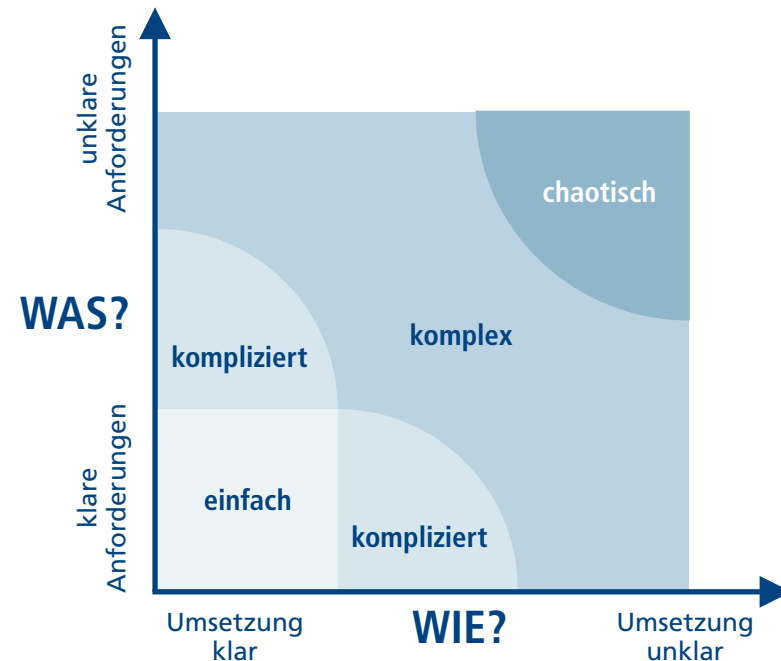 unklare
Anforderungen
chaotisch
WAS?
komplex
kompliziert
klare
Anforderungen
einfach
kompliziert
Umsetzung
klar
WIE?
Umsetzung
unklar